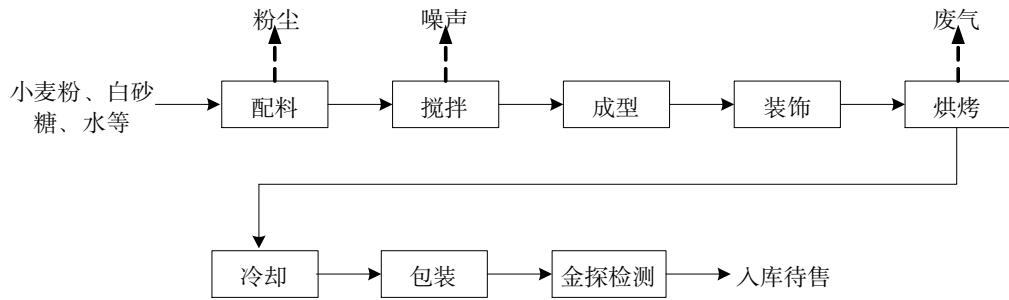 粉尘
噪声
废气
小麦粉、白砂
糖、水等
配料
搅拌
成型
装饰
烘烤
冷却
包装
金探检测
入库待售